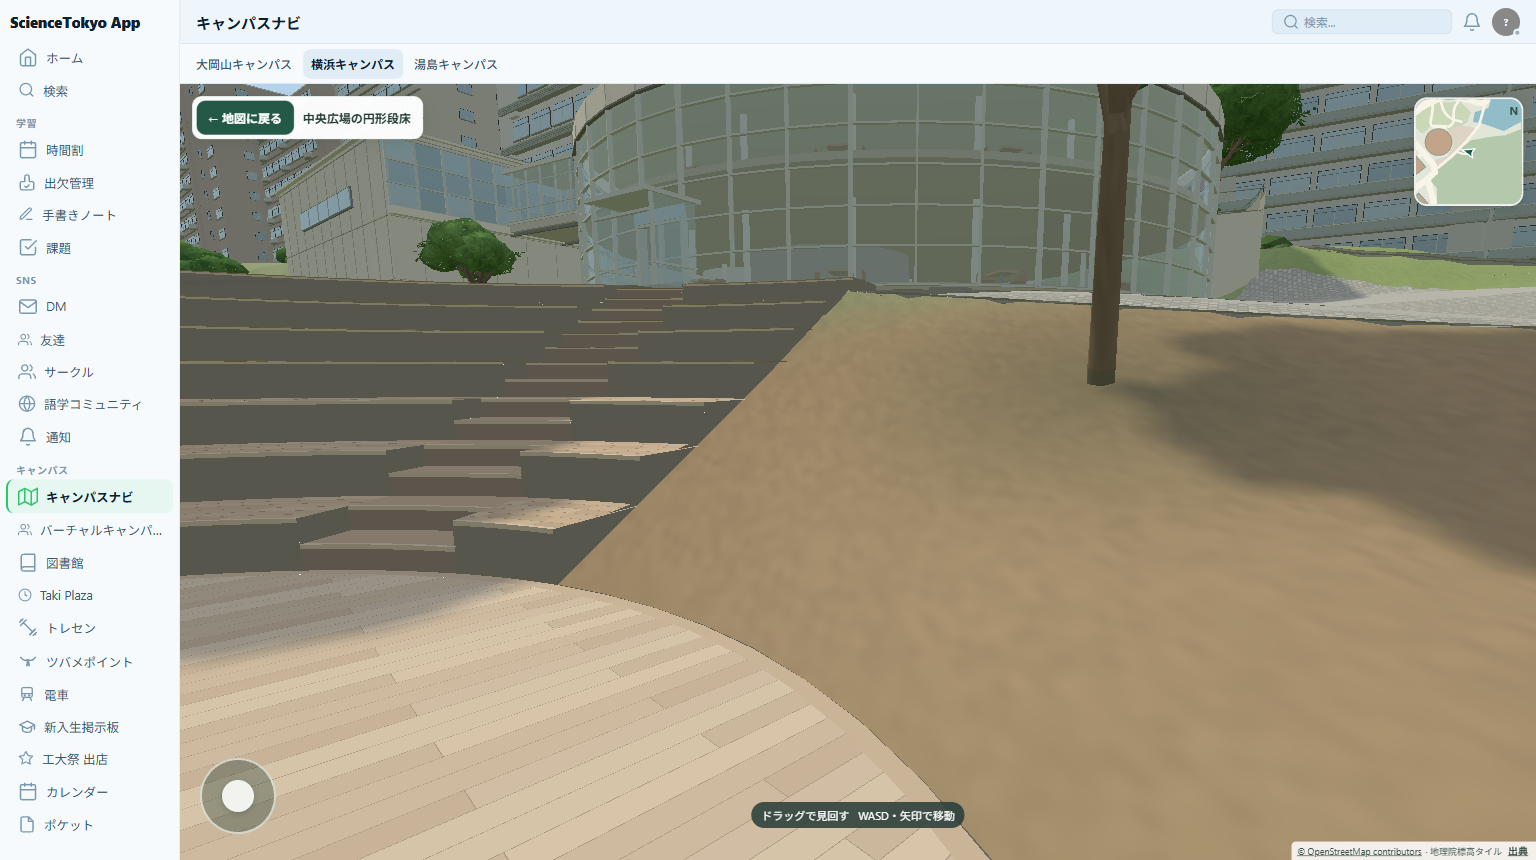 ScienceTokyo App
ホーム
検索
学習
時間割
出欠管理
手書きノート
課題
SNS
DM
友達
サークル
語学コミュニティ
通知
キャンパス
キャンパスナビ
バーチャルキャンパ...
図書館
Taki Plaza
トレセン
ツバメポイント
電車
新入生掲示板
工大祭 出店
カレンダー
ポケット
キャンパスナビ
検索...
?
大岡山キャンパス 横浜キャンパス 湯島キャンパス
← 地図に戻る 中央広場の円形段床
N
ドラッグで見回す WASD・矢印で移動
© OpenStreetMap contributors · 地理院標高タイル 出典